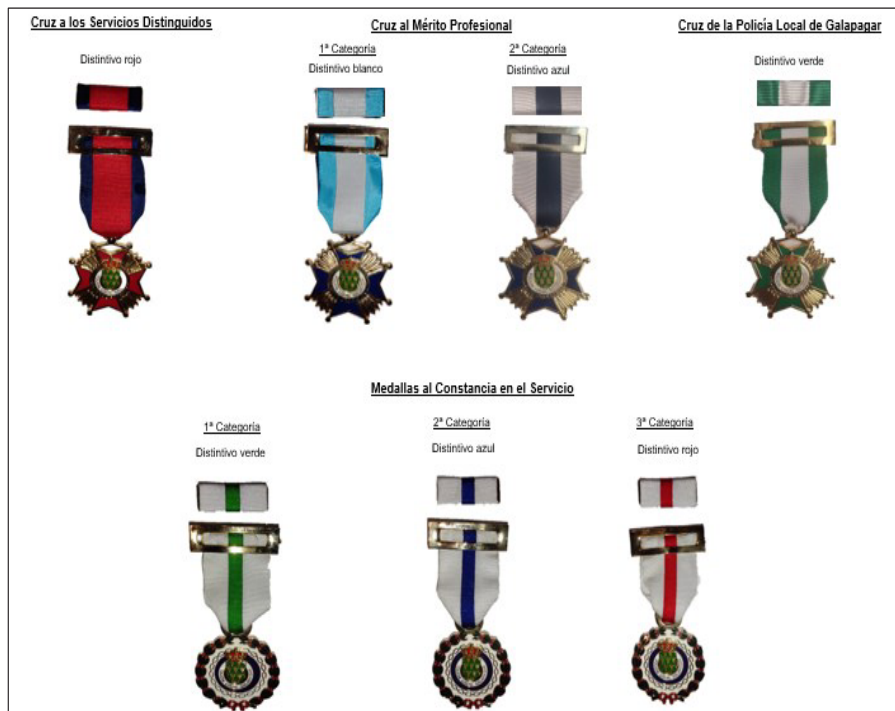 Cruz a los Servicios Distinguidos
Distintivo rojo
Cruz al Mérito Profesional
1ª Categoría
Distintivo blanco
2ª Categoría
Distintivo azul
Cruz de la Policía Local de Galapagar
Distintivo verde
Medallas al Constancia en el Servicio
1ª Categoría
Distintivo verde
2ª Categoría
Distintivo azul
3ª Categoría
Distintivo rojo